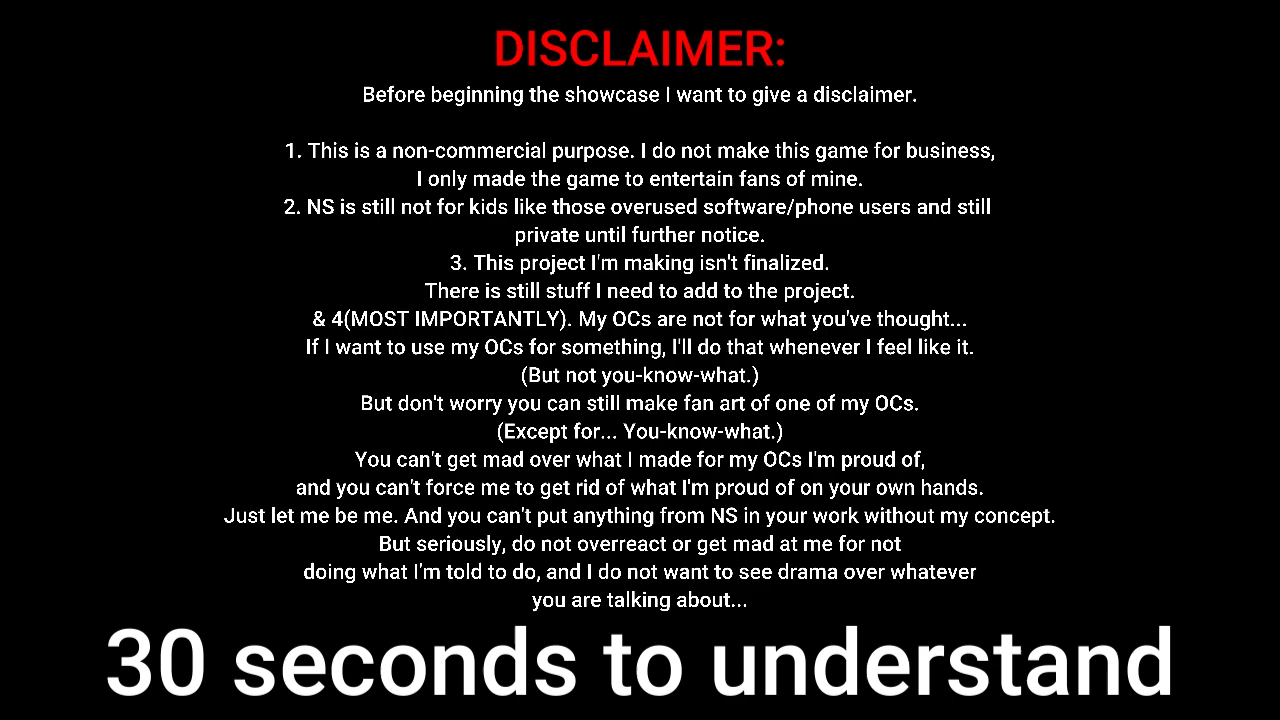 DISCLAIMER:
Before beginning the showcase I want to give a disclaimer.
1. This is a non-commercial purpose. I do not make this game for business,
I only made the game to entertain fans of mine.
2. NS is still not for kids like those overused software/phone users and still
private until further notice.
3. This project I'm making isn't finalized.
There is still stuff I need to add to the project.
& 4(MOST IMPORTANTLY). My OCs are not for what you've thought...
If I want to use my OCs for something, I'll do that whenever I feel like it.
(But not you-know-what.)
But don't worry you can still make fan art of one of my OCs.
(Except for... You-know-what.)
You can't get mad over what I made for my OCs I'm proud of,
and you can't force me to get rid of what I'm proud of on your own hands.
Just let me be me. And you can't put anything from NS in your work without my concept.
But seriously, do not overreact or get mad at me for not
doing what I'm told to do, and I do not want to see drama over whatever
you are talking about...
30 seconds to understand